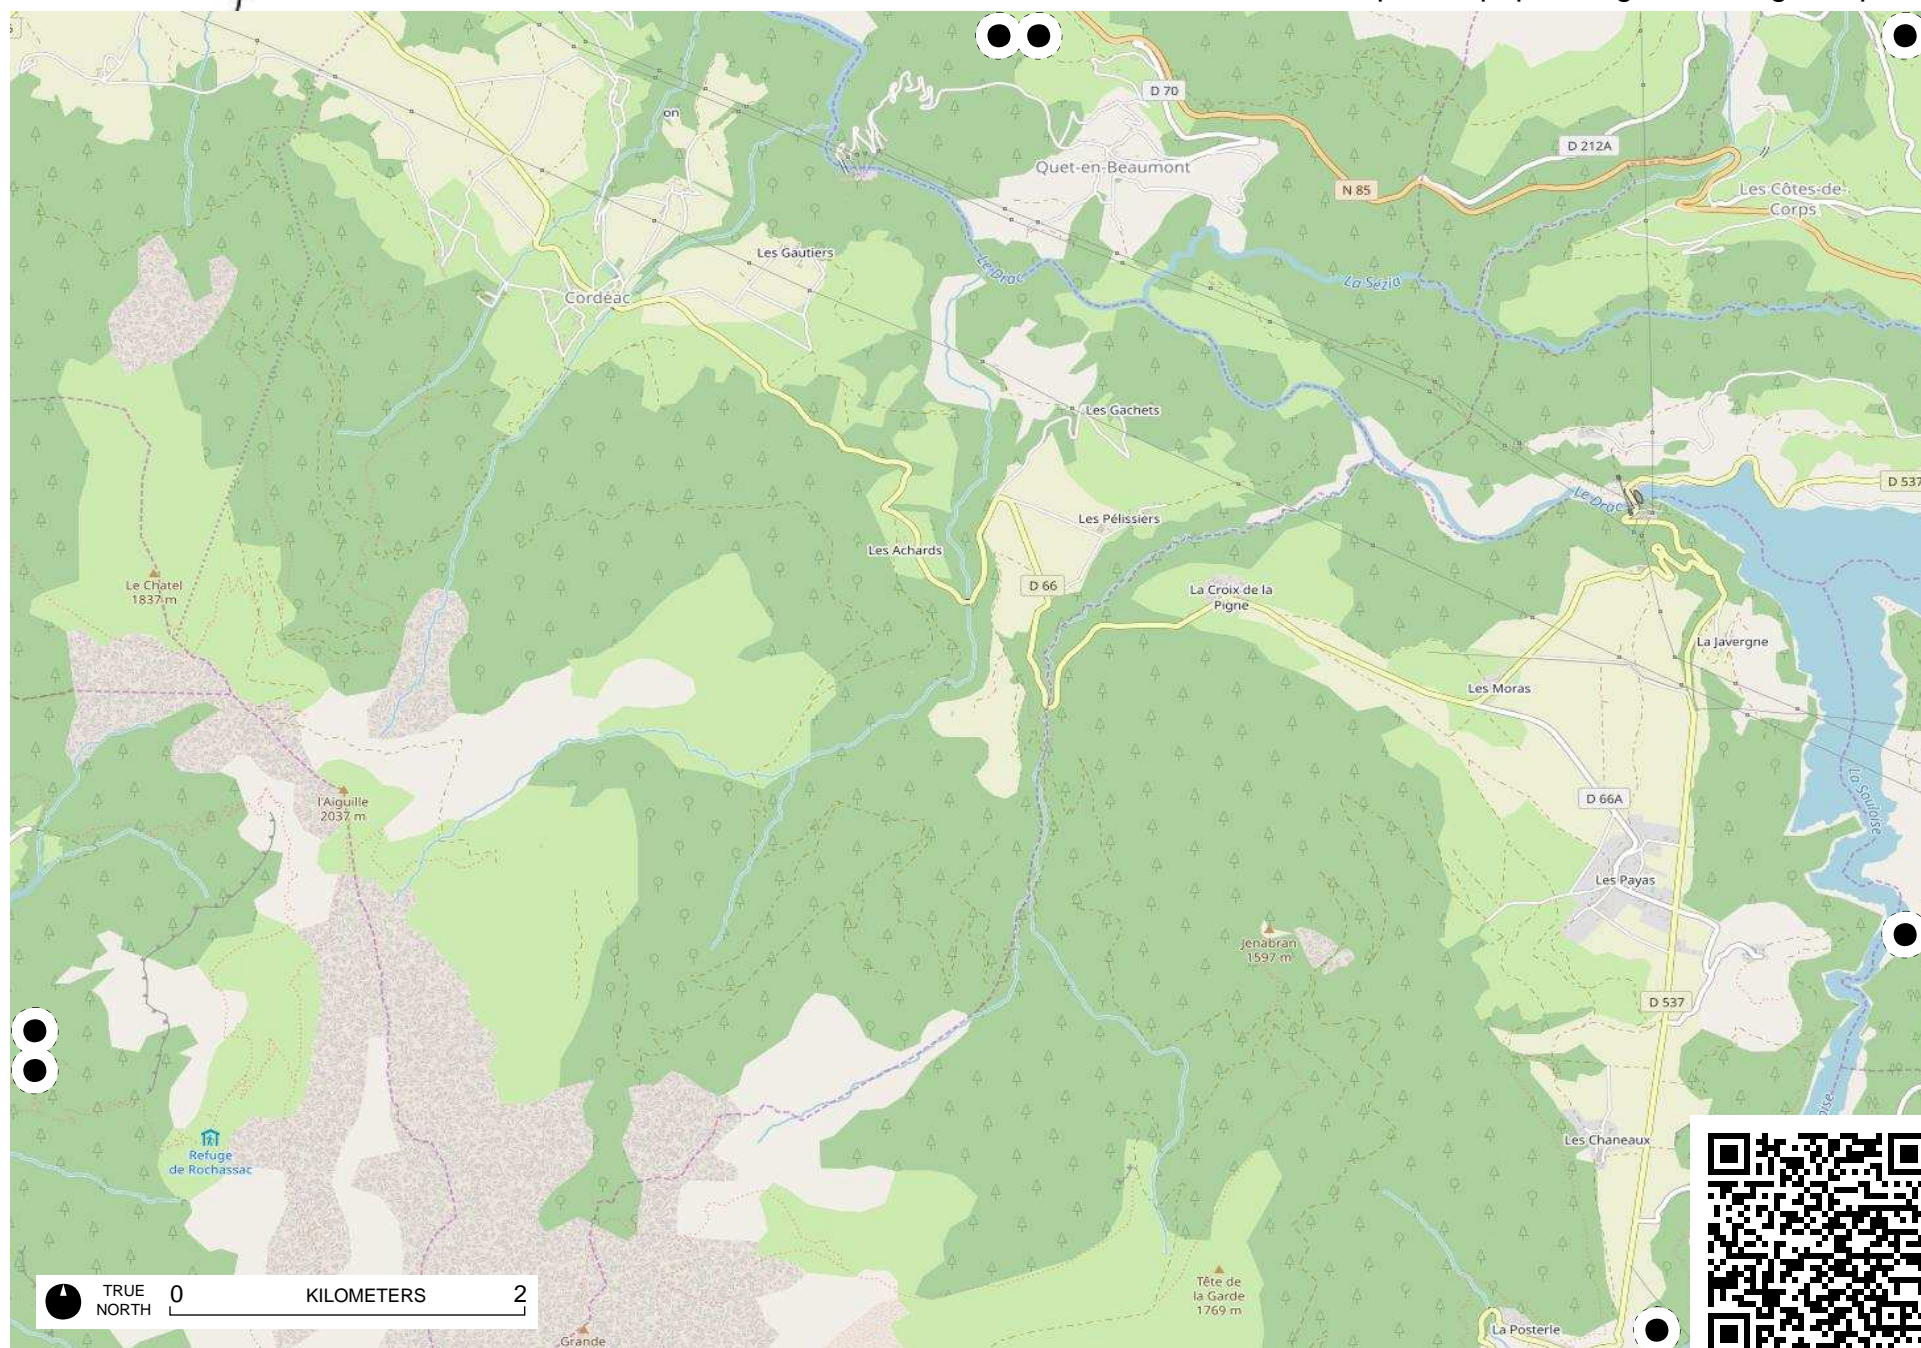 on
D 70
D 212A
Quet-en-Beaumont
N 85
Les Côtes-de-
Corps
Les Gautiers
Le Drac
La Sézia
Cordéac
Les Gachets
D 537
Le Drac
Les Pélissiers
Les Achards
Le Chatel
1837 m
D 66
La Croix de la
Pigne
La Javergne
Les Moras
l'Aiguille
2037 m
D 66A
La Souloise
Les Payas
Jenabran
1597 m
D 537
Refuge
de Rochassac
Les Chaneaux
Tête de
la Garde
1769 m
TRUE
NORTH
0 KILOMETERS 2
La Posterle
Grande